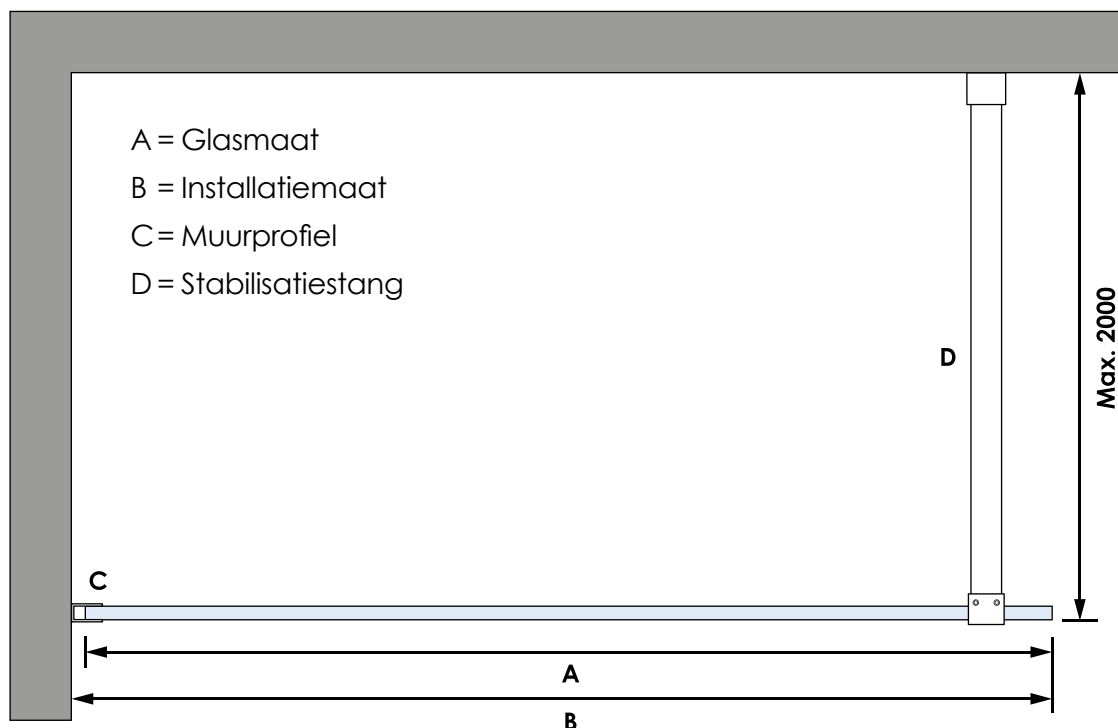 A = Glasmaat
B = Installatiemaat
C = Muurprofiel
D = Stabilisatiestang
D
Max. 2000
C
A
B